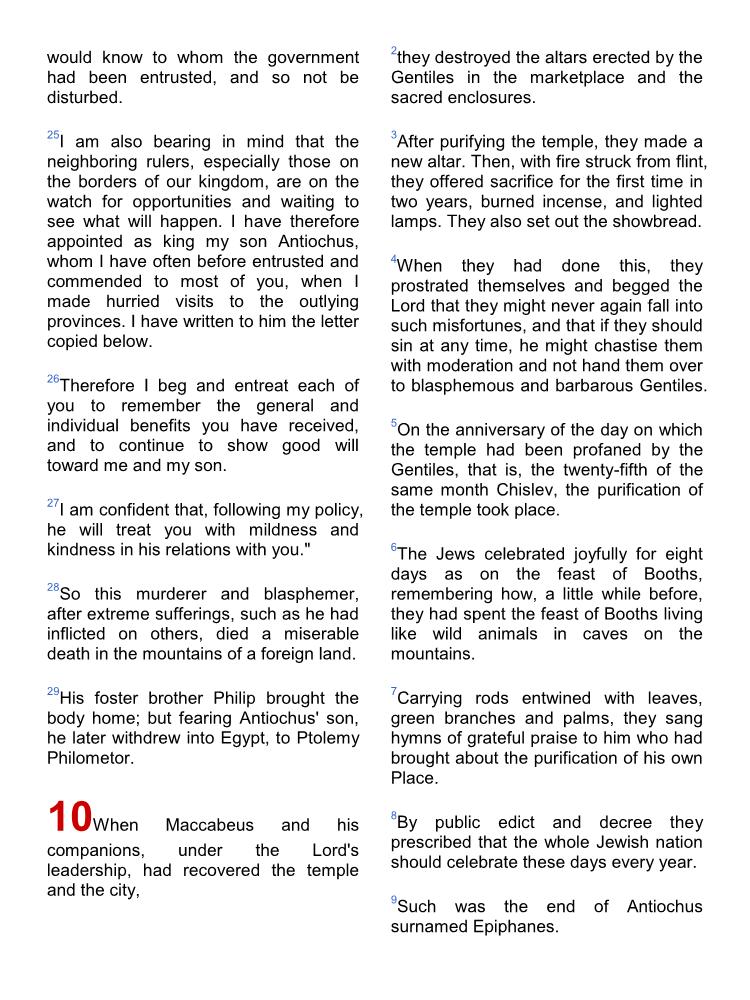 would know to whom the government
had been entrusted, and so not be
disturbed.
25I am also bearing in mind that the
neighboring rulers, especially those on
the borders of our kingdom, are on the
watch for opportunities and waiting to
see what will happen. I have therefore
appointed as king my son Antiochus,
whom I have often before entrusted and
commended to most of you, when I
made hurried visits to the outlying
provinces. I have written to him the letter
copied below.
26Therefore I beg and entreat each of
you to remember the general and
individual benefits you have received,
and to continue to show good will
toward me and my son.
27I am confident that, following my policy,
he will treat you with mildness and
kindness in his relations with you."
28So this murderer and blasphemer,
after extreme sufferings, such as he had
inflicted on others, died a miserable
death in the mountains of a foreign land.
29His foster brother Philip brought the
body home; but fearing Antiochus' son,
he later withdrew into Egypt, to Ptolemy
Philometor.
10When Maccabeus and his
companions, under the Lord's
leadership, had recovered the temple
and the city,
2they destroyed the altars erected by the
Gentiles in the marketplace and the
sacred enclosures.
3After purifying the temple, they made a
new altar. Then, with fire struck from flint,
they offered sacrifice for the first time in
two years, burned incense, and lighted
lamps. They also set out the showbread.
4When they had done this, they
prostrated themselves and begged the
Lord that they might never again fall into
such misfortunes, and that if they should
sin at any time, he might chastise them
with moderation and not hand them over
to blasphemous and barbarous Gentiles.
5On the anniversary of the day on which
the temple had been profaned by the
Gentiles, that is, the twenty-fifth of the
same month Chislev, the purification of
the temple took place.
6The Jews celebrated joyfully for eight
days as on the feast of Booths,
remembering how, a little while before,
they had spent the feast of Booths living
like wild animals in caves on the
mountains.
7Carrying rods entwined with leaves,
green branches and palms, they sang
hymns of grateful praise to him who had
brought about the purification of his own
Place.
8By public edict and decree they
prescribed that the whole Jewish nation
should celebrate these days every year.
9Such was the end of Antiochus
surnamed Epiphanes.